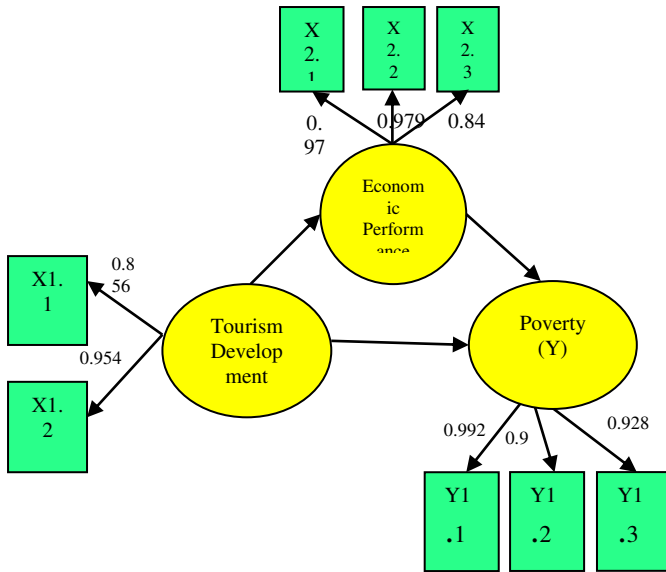 X
2.
1
X
2.
2
X
2.
3
0.
97
0.979
0.84
Econom
ic
Perform
ance
X1.
1
0.8
56
0.954
X1.
2
Tourism
Develop
ment
Poverty
(Y)
0.992
0.9
0.928
Y1
.1
Y1
.2
Y1
.3